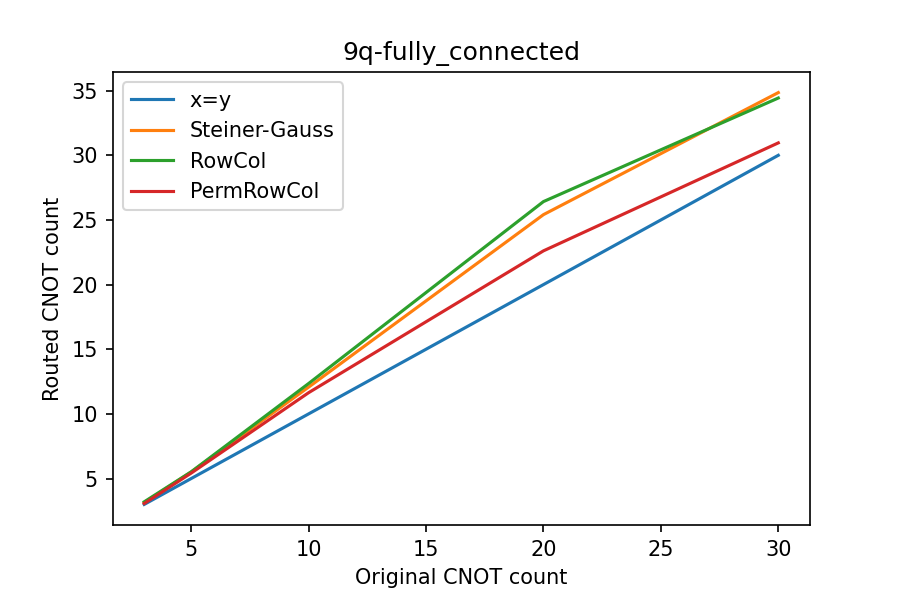 9q-fully_connected
x=y
Steiner-Gauss
RowCol
PermRowCol
Routed CNOT count
35
30
25
20
15
10
5
5 10 15 20 25 30
Original CNOT count